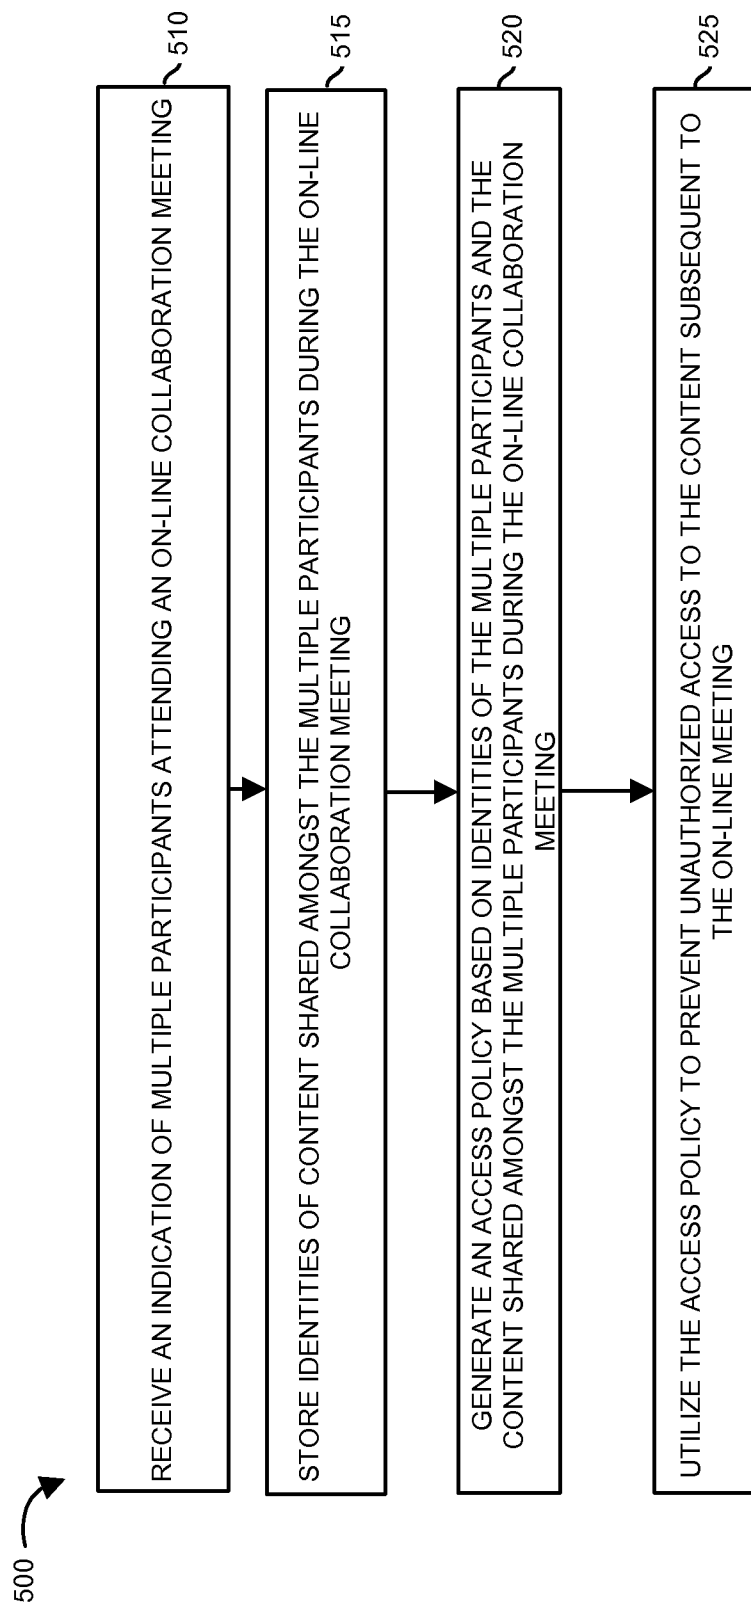 500
RECEIVE AN INDICATION OF MULTIPLE PARTICIPANTS ATTENDING AN ON-LINE COLLABORATION MEETING
510
STORE IDENTITIES OF CONTENT SHARED AMONGST THE MULTIPLE PARTICIPANTS DURING THE ON-LINE
COLLABORATION MEETING
515
GENERATE AN ACCESS POLICY BASED ON IDENTITIES OF THE MULTIPLE PARTICIPANTS AND THE
CONTENT SHARED AMONGST THE MULTIPLE PARTICIPANTS DURING THE ON-LINE COLLABORATION
MEETING
520
UTILIZE THE ACCESS POLICY TO PREVENT UNAUTHORIZED ACCESS TO THE CONTENT SUBSEQUENT TO
THE ON-LINE MEETING
525